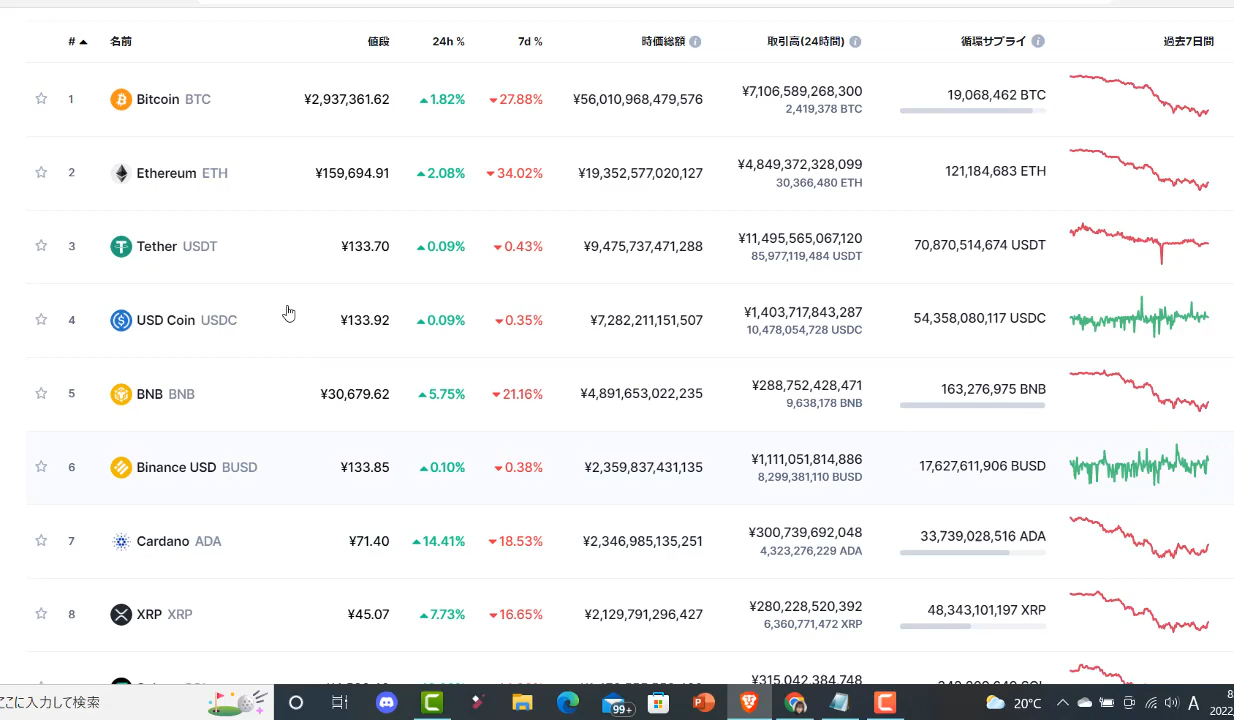 # 名前 値段 24h % 7d % 時価総額 取引高(24時間) 循環サプライ 過去7日間
1 Bitcoin BTC ¥2,937,361.62 1.82% 27.88% ¥56,010,968,479,576 ¥7,106,589,268,300 19,068,462 BTC
2,419,378 BTC
2 Ethereum ETH ¥159,694.91 2.08% 34.02% ¥19,352,577,020,127 ¥4,849,372,328,099 121,184,683 ETH
30,366,480 ETH
3 Tether USDT ¥133.70 0.09% 0.43% ¥9,475,737,471,288 ¥11,495,565,067,120 70,870,514,674 USDT
85,977,119,484 USDT
4 USD Coin USDC ¥133.92 0.09% 0.35% ¥7,282,211,151,507 ¥1,403,717,843,287 54,358,080,117 USDC
10,478,054,728 USDC
5 BNB BNB ¥30,679.62 5.75% 21.16% ¥4,891,653,022,235 ¥288,752,428,471 163,276,975 BNB
9,638,178 BNB
6 Binance USD BUSD ¥133.85 0.10% 0.38% ¥2,359,837,431,135 ¥1,111,051,814,886 17,627,611,906 BUSD
8,299,381,110 BUSD
7 Cardano ADA ¥71.40 14.41% 18.53% ¥2,346,985,135,251 ¥300,739,692,048 33,739,028,516 ADA
4,323,276,229 ADA
8 XRP XRP ¥45.07 7.73% 16.65% ¥2,129,791,296,427 ¥280,228,520,392 48,343,101,197 XRP
6,360,771,472 XRP
¥315,042,384,748
ここに入力して検索 99+ 20°C A 8
2022